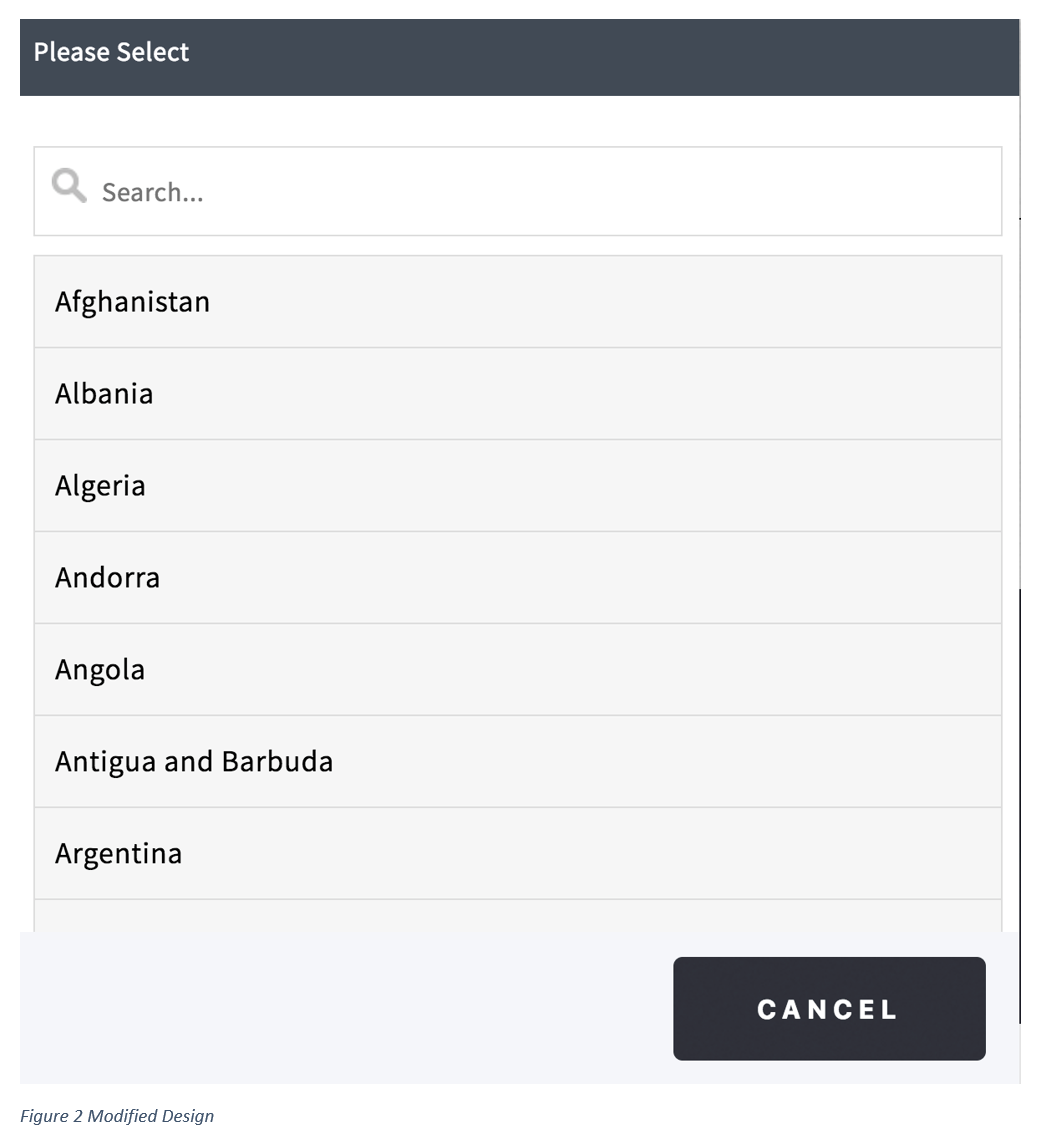 Please Select
Search...
Afghanistan
Albania
Algeria
Andorra
Angola
Antigua and Barbuda
Argentina
CANCEL
Figure 2 Modified Design